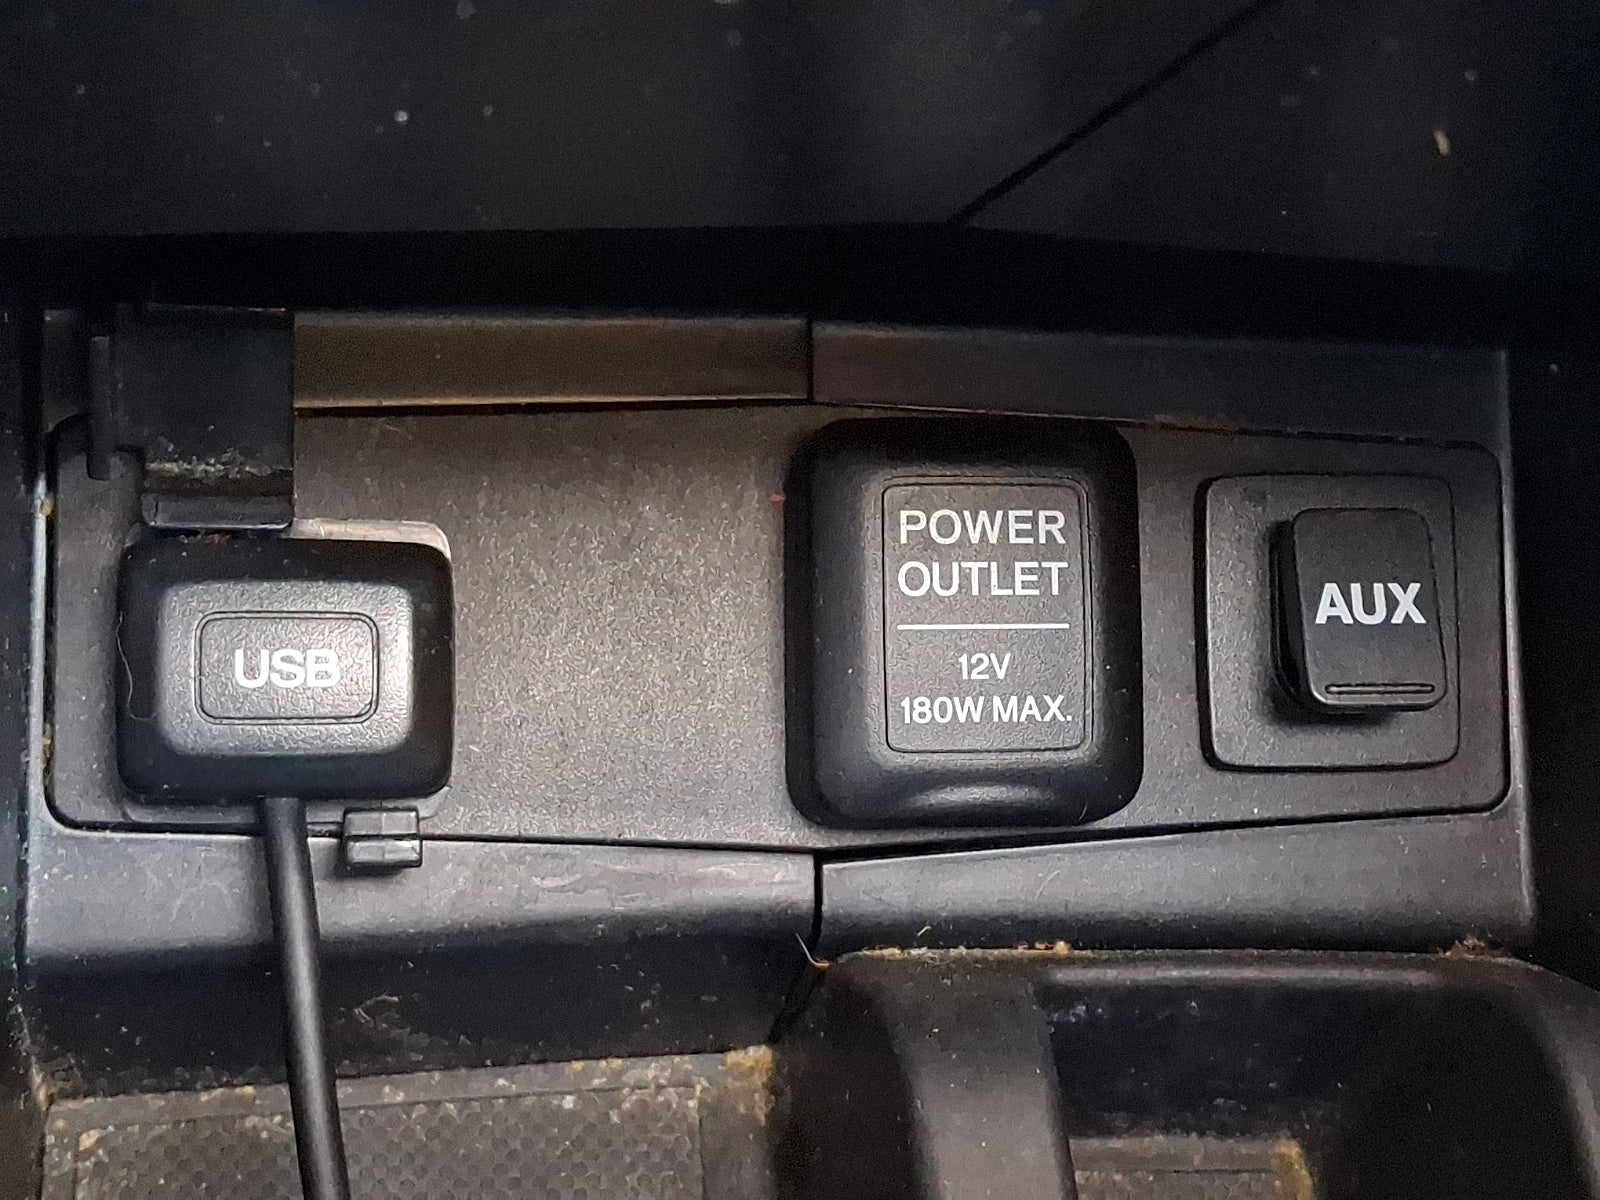 USB
POWER
OUTLET
12V
180W MAX.
AUX